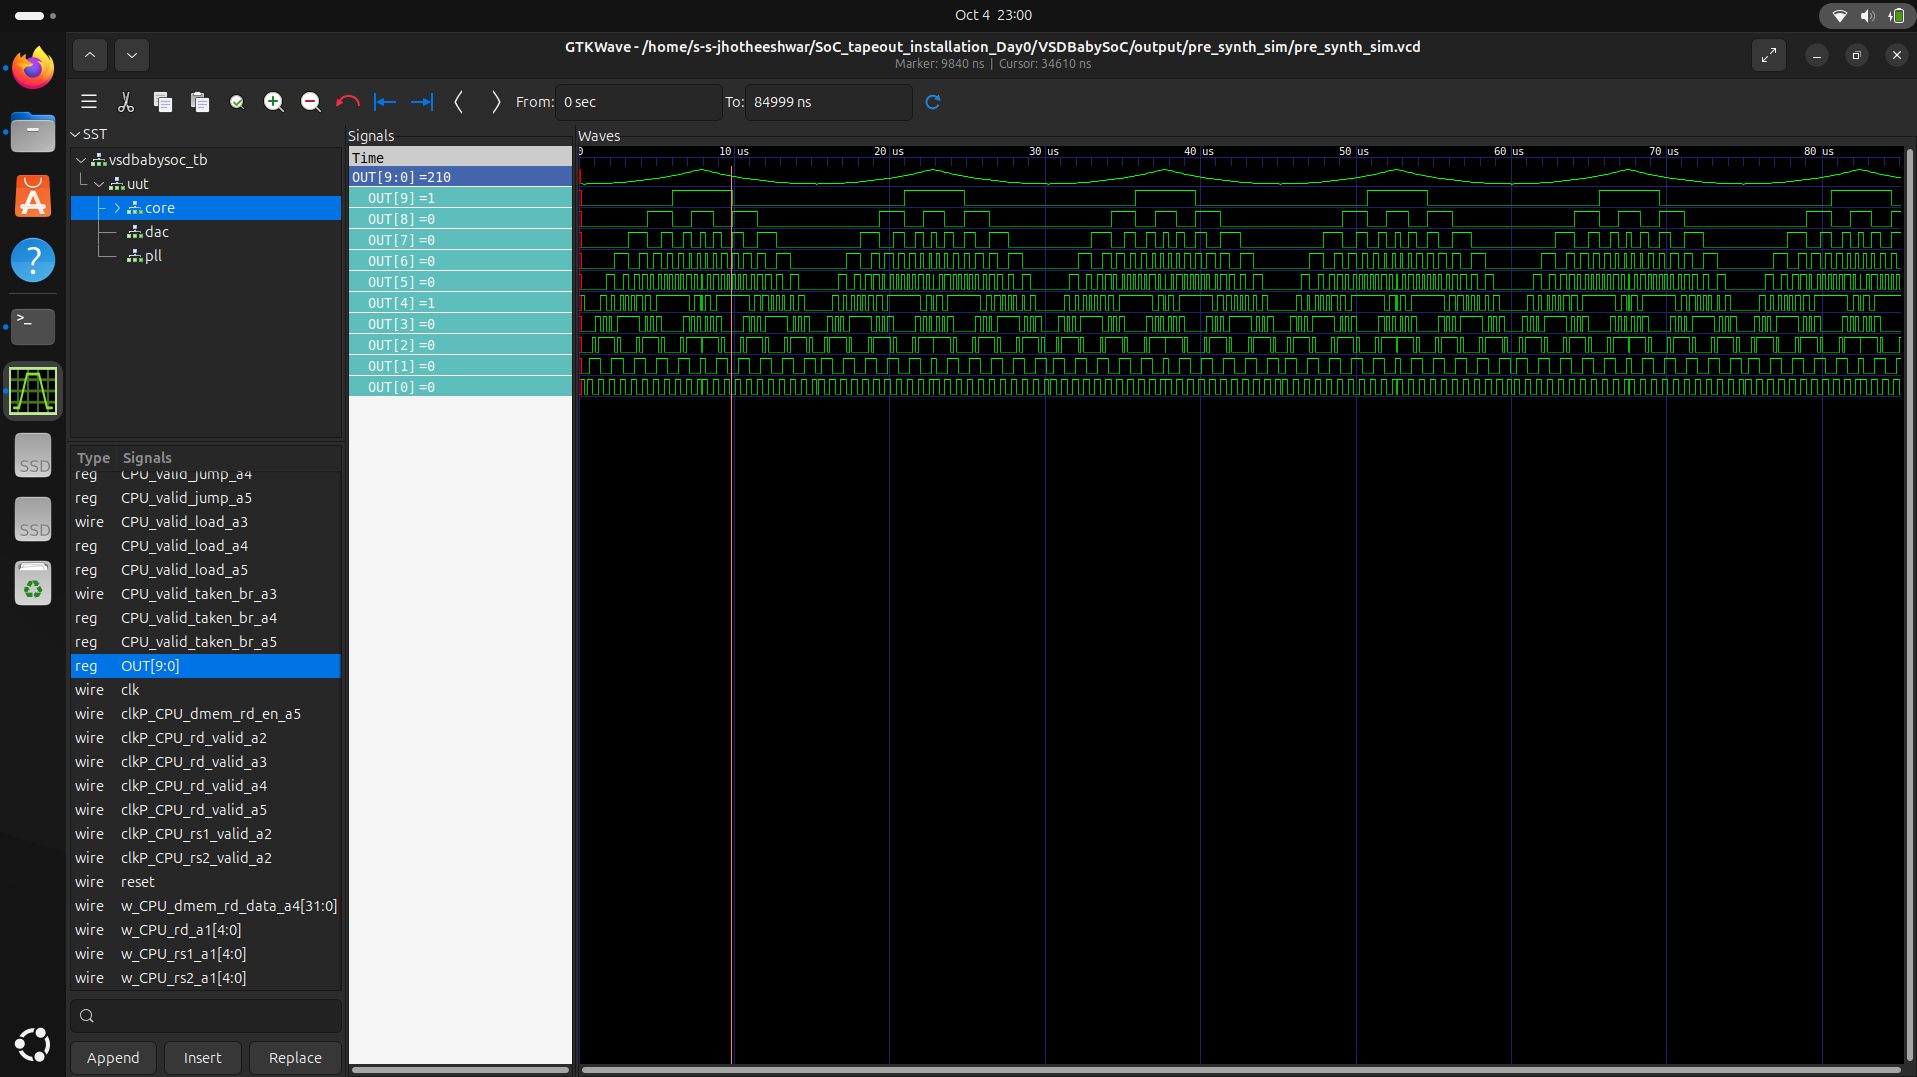 Oct 4 23:00
GTKWave - /home/s-s-jhotheeshwar/SoC_tapeout_installation_Day0/VSDBabySoC/output/pre_synth_sim/pre_synth_sim.vcd
Marker: 9840 ns | Cursor: 34610 ns
From: 0 sec To: 84999 ns
SST
vsdbabysoc_tb
uut
core
dac
pll
Type Signals
reg CPU_valid_jump_a4
reg CPU_valid_jump_a5
wire CPU_valid_load_a3
reg CPU_valid_load_a4
reg CPU_valid_load_a5
wire CPU_valid_taken_br_a3
reg CPU_valid_taken_br_a4
reg CPU_valid_taken_br_a5
reg OUT[9:0]
wire clk
wire clkP_CPU_dmem_rd_en_a5
wire clkP_CPU_rd_valid_a2
wire clkP_CPU_rd_valid_a3
wire clkP_CPU_rd_valid_a4
wire clkP_CPU_rd_valid_a5
wire clkP_CPU_rs1_valid_a2
wire clkP_CPU_rs2_valid_a2
wire reset
wire w_CPU_dmem_rd_data_a4[31:0]
wire w_CPU_rd_a1[4:0]
wire w_CPU_rs1_a1[4:0]
wire w_CPU_rs2_a1[4:0]
Append Insert Replace
Signals
Time
OUT[9:0] =210
OUT[9] =1
OUT[8] =0
OUT[7] =0
OUT[6] =0
OUT[5] =0
OUT[4] =1
OUT[3] =0
OUT[2] =0
OUT[1] =0
OUT[0] =0
Waves
0 10 us 20 us 30 us 40 us 50 us 60 us 70 us 80 us
SSD
SSD